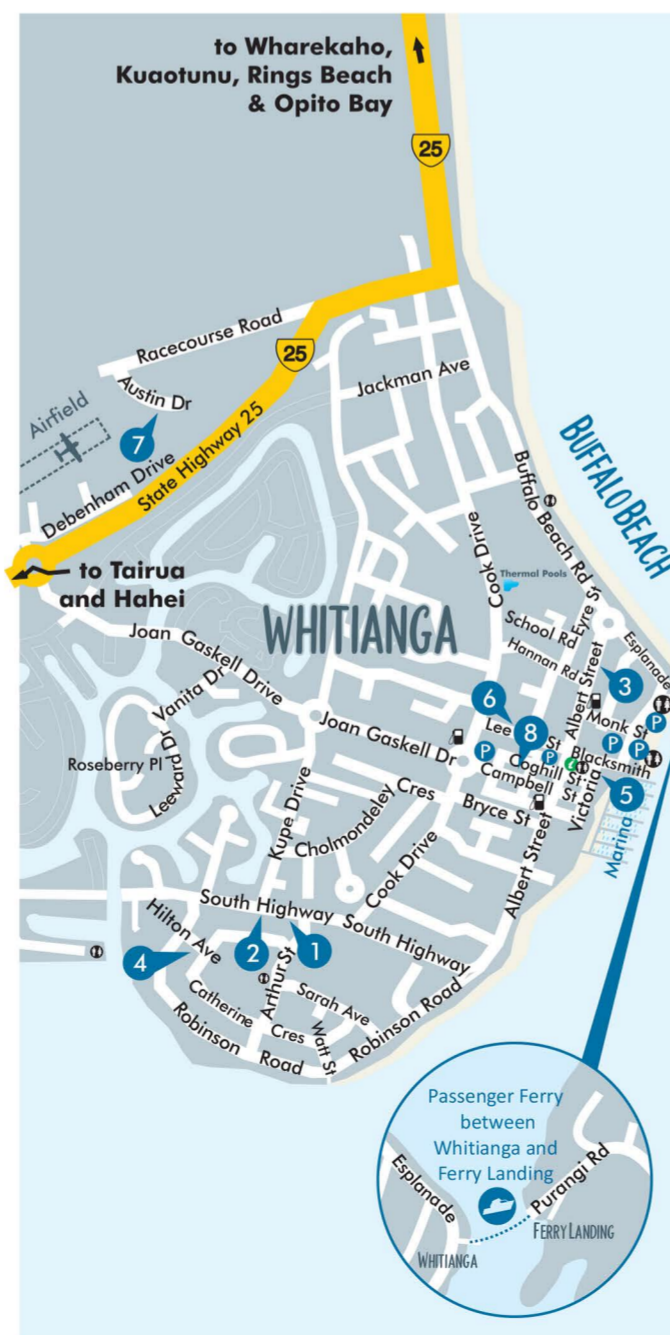 to Wharekaho,
Kuaotunu, Rings Beach
& Opito Bay
25
Racecourse Road
25
Austin Dr
Jackman Ave
Airfield
7
State Highway 25
Debenham Drive
BUFFALO BEACH
Buffalo Beach Rd
Cook Drive
to Tairua
and Hahei
Thermal Pools
Eyre St
School Rd
Esplanade
WHITIANGA
Joan Gaskell Drive
Hannan Rd
Albert Street
3
Vanita Dr
6
Monk St
P
Joan Gaskell Dr
Lee St
8
P
P
P
Blacksmith
Roseberry Pl
Leeward Dr
P
Coghill St
Campbell St
Victoria
5
Kupe Drive
Cholmondeley Cres
Bryce St
Marina
Cook Drive
Albert Street
South Highway
South Highway
Hilton Ave
4
2
1
Arthur St
Sarah Ave
Catherine Cres
Watt St
Robinson Road
Robinson Road
Passenger Ferry
between
Whitianga and
Ferry Landing
Esplanade
Purangi Rd
FERRY LANDING
WHITIANGA